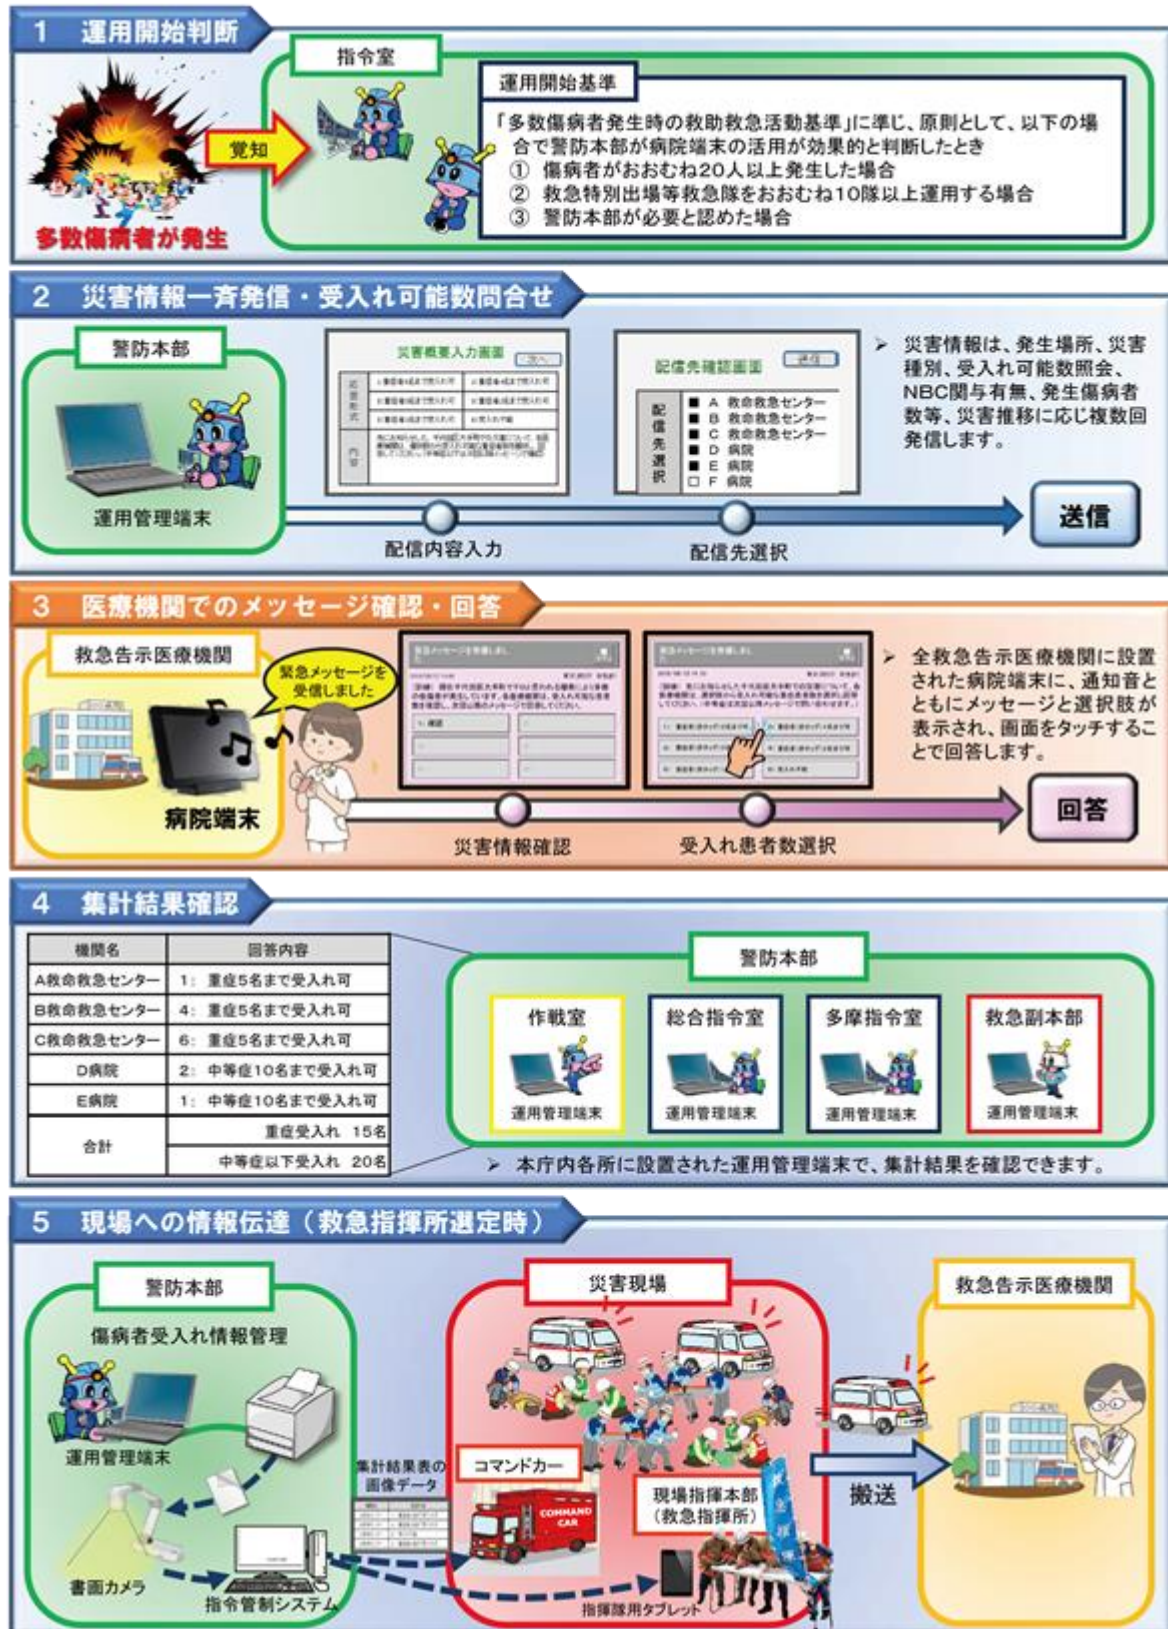 1 運用開始判断
指令室
運用開始基準
覚知
「多数傷病者発生時の救助救急活動基準」に準じ、原則として、以下の場
合で警防本部が病院端末の活用が効果的と判断したとき
① 傷病者がおおむね20人以上発生した場合
② 救急特別出場等救急隊をおおむね10隊以上運用する場合
③ 警防本部が必要と認めた場合
多数傷病者が発生
2 災害情報一斉発信・受入れ可能数問合せ
警防本部
運用管理端末
災害概要入力画面
次へ
内容
配信内容入力
配信先確認画面
送信
配信先選択
■ A 救命救急センター
■ B 救命救急センター
■ C 救命救急センター
■ D 病院
■ E 病院
□ F 病院
配信先選択
➢ 災害情報は、発生場所、災害
種別、受入れ可能数照会、
NBC関与有無、発生傷病者
数等、災害推移に応じ複数回
発信します。
送信
3 医療機関でのメッセージ確認・回答
救急告示医療機関
緊急メッセージを
受信しました
病院端末
確認
災害情報確認
受入れ患者数選択
➢ 全救急告示医療機関に設置
された病院端末に、通知音と
ともにメッセージと選択肢が
表示され、画面をタッチするこ
とで回答します。
回答
4 集計結果確認
機関名 回答内容
A救命救急センター 1: 重症5名まで受入れ可
B救命救急センター 4: 重症5名まで受入れ可
C救命救急センター 6: 重症5名まで受入れ可
D病院 2: 中等症10名まで受入れ可
E病院 1: 中等症10名まで受入れ可
合計 重症受入れ 15名
中等症以下受入れ 20名
警防本部
作戦室 総合指令室 多摩指令室 救急副本部
運用管理端末 運用管理端末 運用管理端末 運用管理端末
➢ 本庁内各所に設置された運用管理端末で、集計結果を確認できます。
5 現場への情報伝達（救急指揮所選定時）
警防本部
傷病者受入れ情報管理
運用管理端末
書画カメラ
指令管制システム
集計結果表の
画像データ
災害現場
コマンドカー
COMMAND
CAR
現場指揮本部
(救急指揮所)
指揮隊用タブレット
搬送
救急告示医療機関